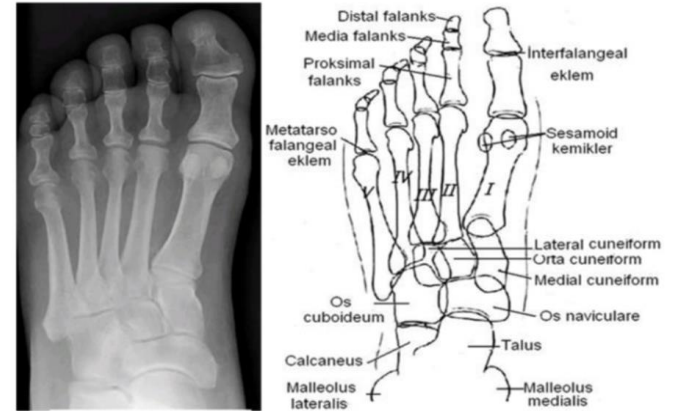 Distal falanks
Media falanks
Proksimal
falanks
Interfalangeal
eklem
Metatarso
falangeal
eklem
Sesamoid
kemikler
V
IV
III
II
I
Lateral cuneiform
Orta cuneiform
Medial cuneiform
Os
cuboideum
Os naviculare
Calcaneus
Talus
Malleolus
lateralis
Malleolus
medialis